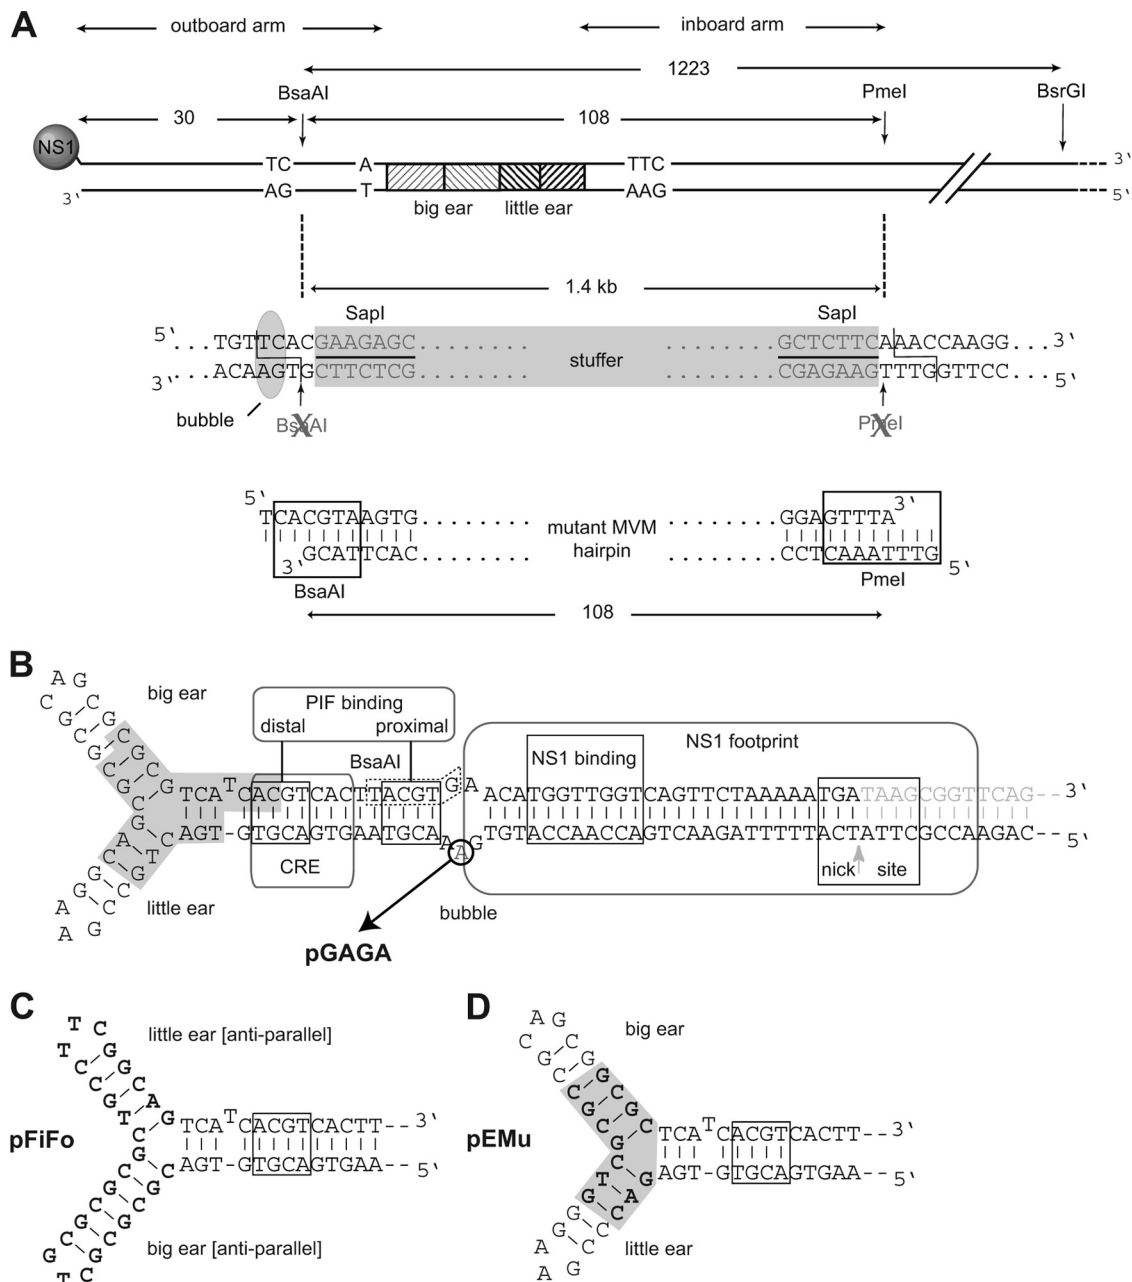 A
outboard arm
inboard arm
1223
BsaAI
PmeI
BsrGI
30
108
NS1
TC
A
TTC
3'
3'
AG
T
AAG
5'
big ear
little ear
1.4 kb
SapI
SapI
5'
...TGTTCACGAAGAGC........
stuffer
........GCTCTTCAAACCAAGG...
3'
3'
...ACAAGTGCTTCTCG........
........CGAGAAGTTTGGTTCC...
5'
bubble
BsaAI
PmeI
5'
TCACGTAAGTG........
mutant MVM
hairpin
........GGAGTTTA
3'
3'
GCATTCAC........
........CCTCAAATTTG
5'
BsaAI
PmeI
108
B
big ear
PIF binding
distal
proximal
BsaAI
NS1 footprint
NS1 binding
TCATCACGTCACTTACGTGAACATGGTTGGTCAGTTCTAAAAATGATAAGCGGTTCAG--
3'
AGT-GTGCAGTGAATGCAAAGTGTACCAACCAGTCAAGATTTTTACTATTCGCCAAGAC--
5'
CRE
nick
site
little ear
bubble
pGAGA
C
little ear [anti-parallel]
pFiFo
TCATCACGTCACTT--
3'
AGT-GTGCAGTGAA--
5'
big ear [anti-parallel]
D
big ear
pEMu
TCATCACGTCACTT--
3'
AGT-GTGCAGTGAA--
5'
little ear